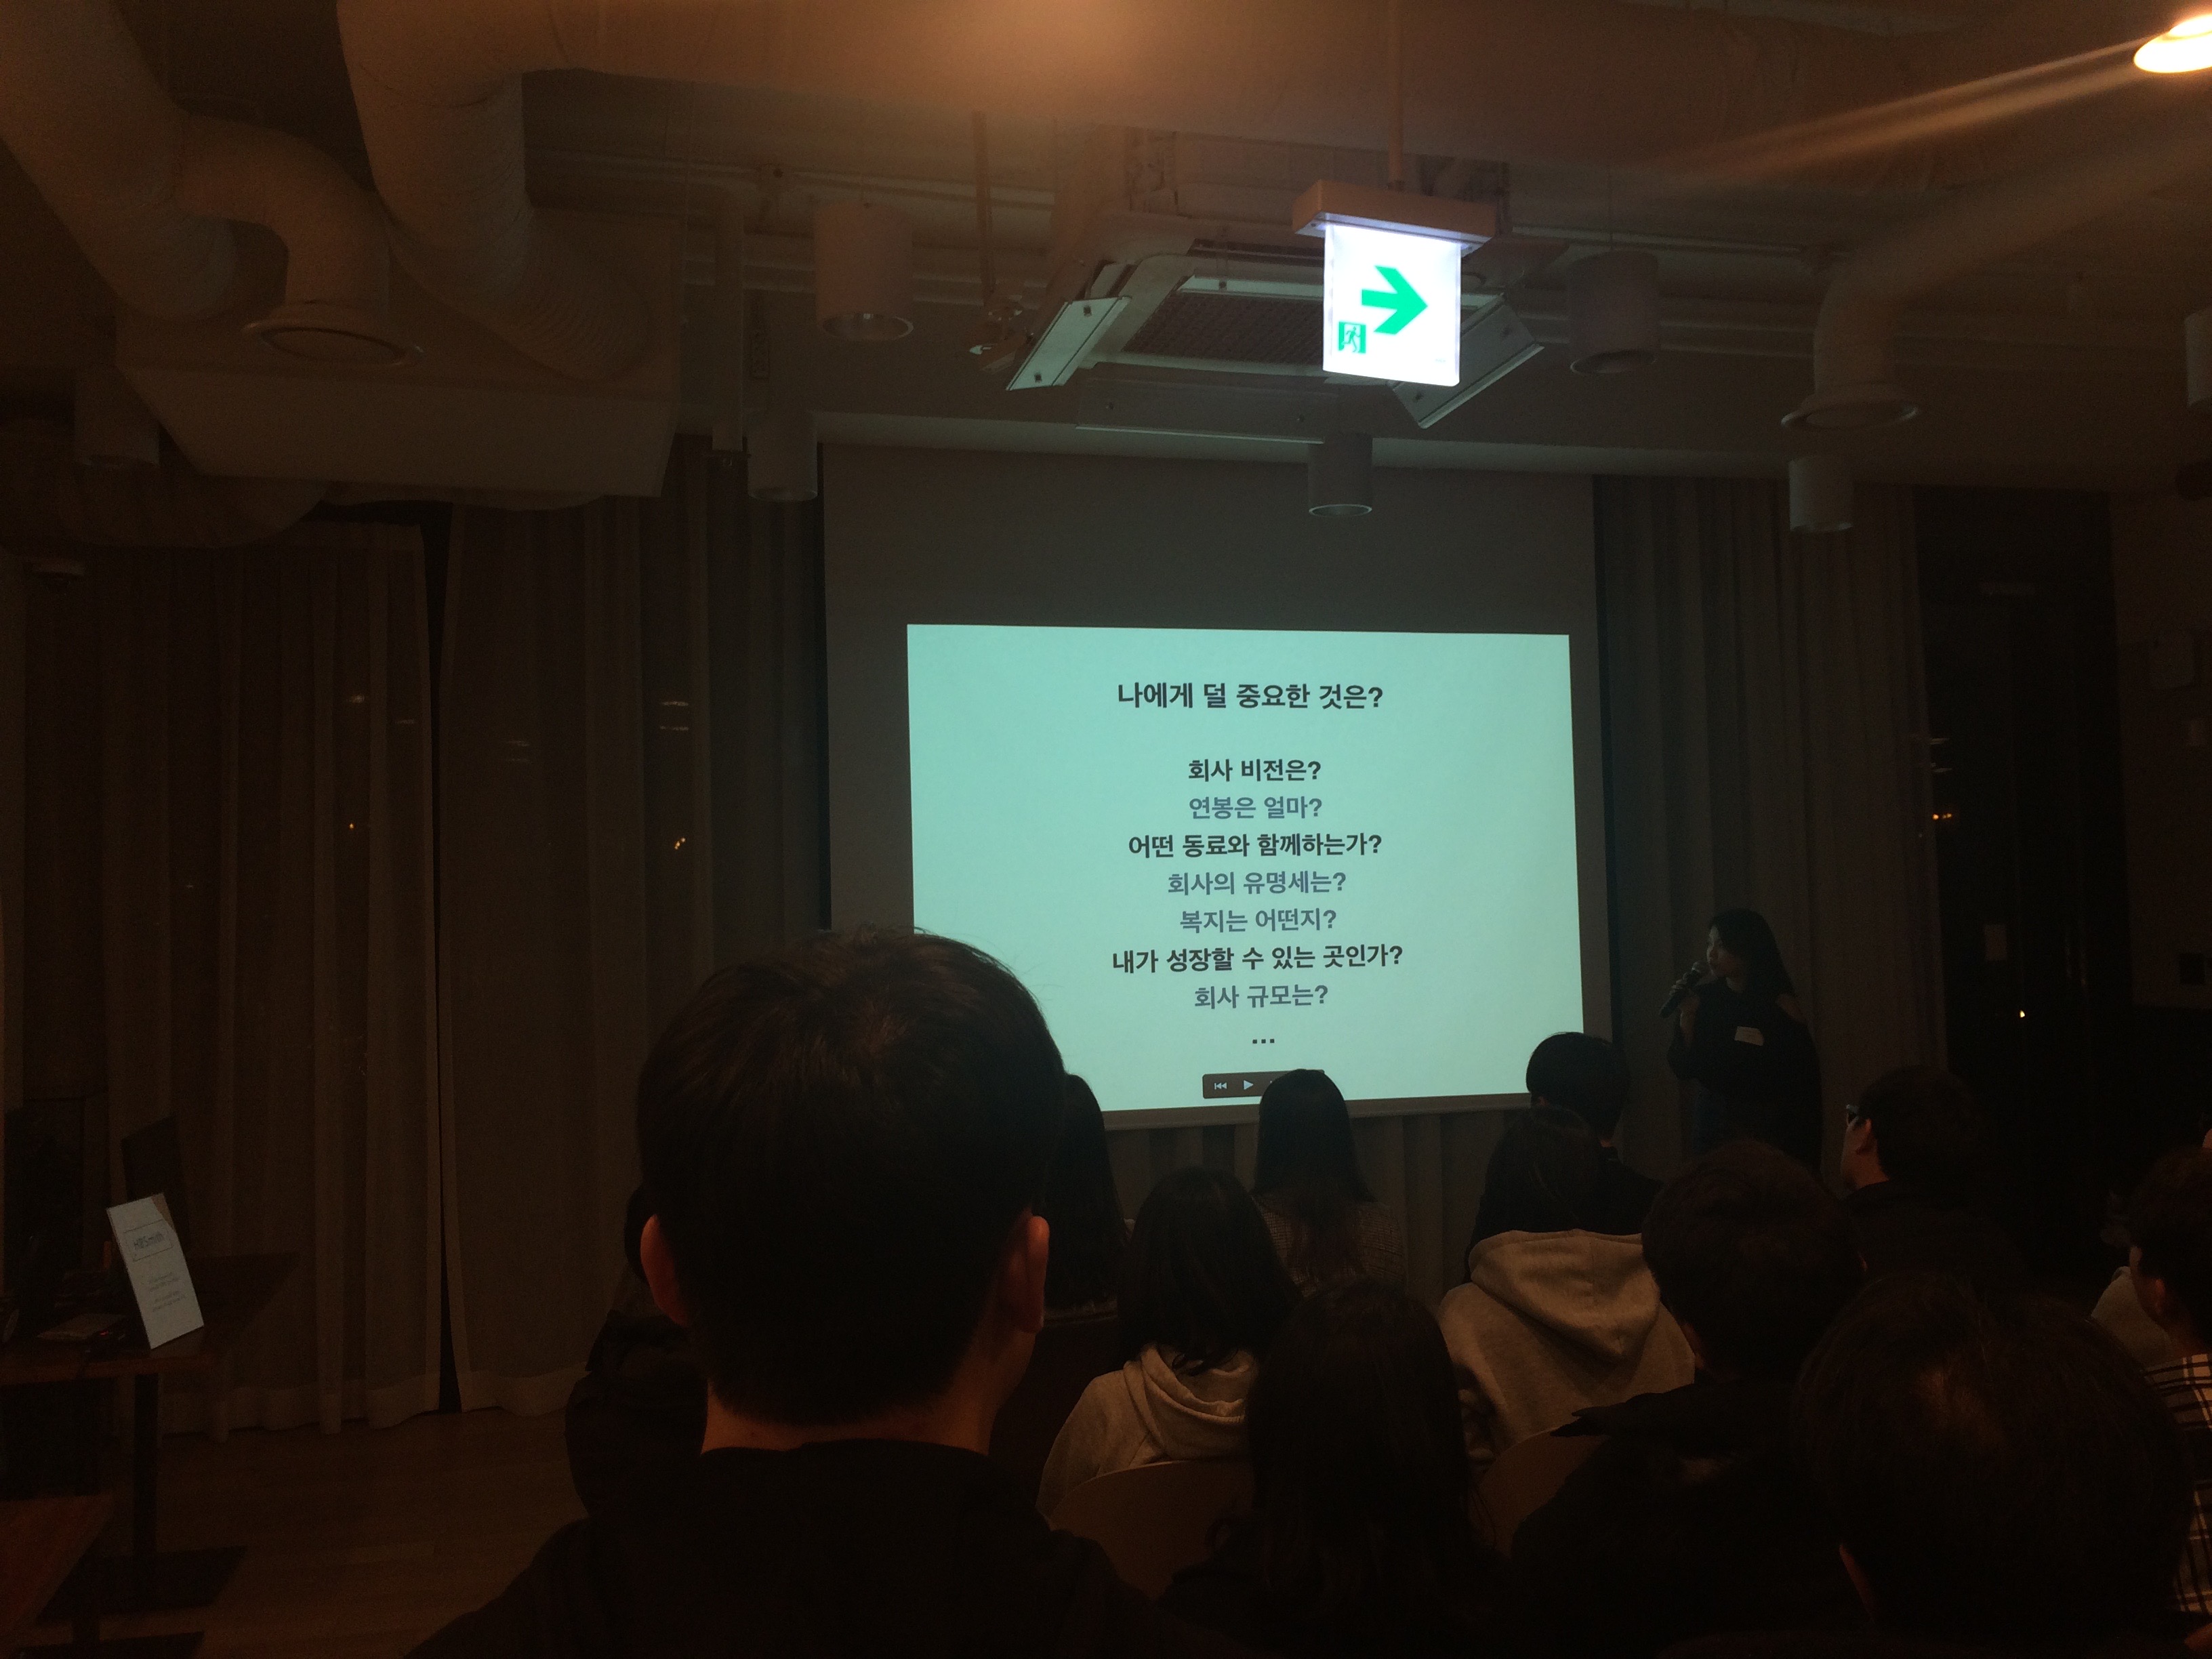 나에게 덜 중요한 것은?
회사 비전은?
연봉은 얼마?
어떤 동료와 함께하는가?
회사의 유명세는?
복지는 어떤지?
내가 성장할 수 있는 곳인가?
회사 규모는?
...